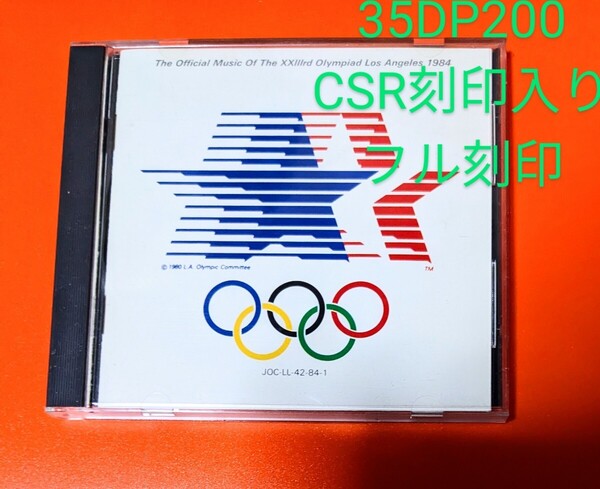 35DP200
CSR刻印入り
フル刻印
The Official Music Of The XXIIIrd Olympiad Los Angeles 1984
© 1980 L.A. Olympic Committee
TM
JOC-LL-42-84-1